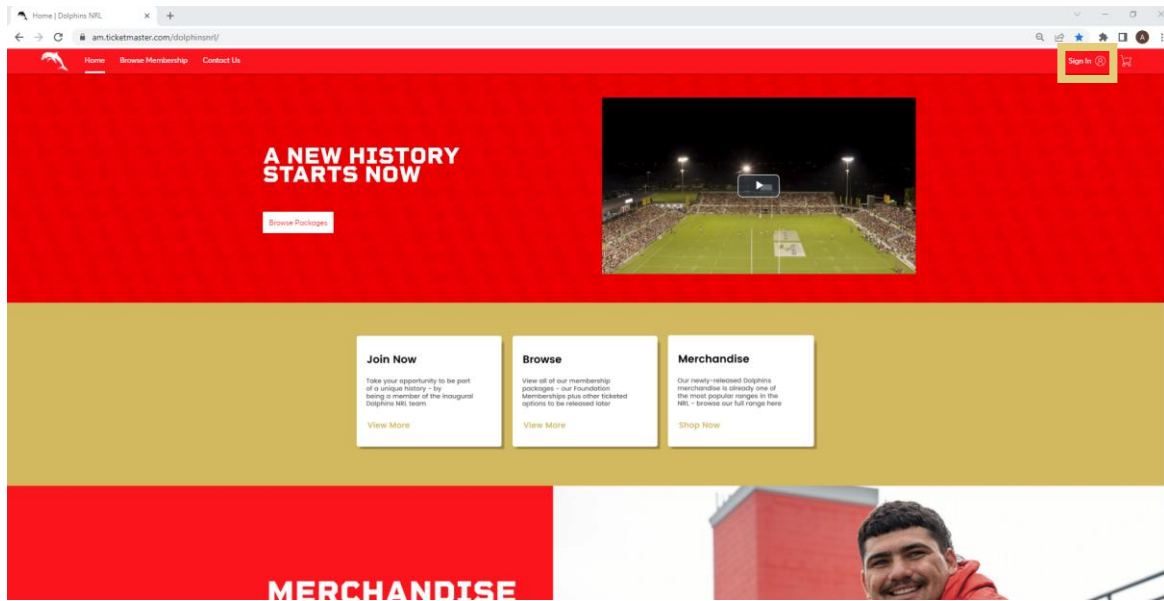 Home | Dolphins NRL
am.ticketmaster.com/dolphinsnrl/
A
Home Browse Membership Contact Us Sign In
A NEW HISTORY
STARTS NOW
Browse Packages
Join Now
Take your opportunity to be part
of a unique history - by
being a member of the inaugural
Dolphins NRL team
View More
Browse
View all of our membership
packages - our Foundation
Memberships plus other ticketed
options to be released later
View More
Merchandise
Our newly-released Dolphins
merchandise is already one of
the most popular ranges in the
NRL - browse our full range here
Shop Now
MERCHANDISE